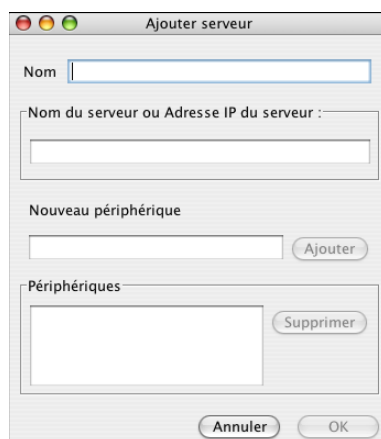 Ajouter serveur
Nom
Nom du serveur ou Adresse IP du serveur :
Nouveau périphérique
Ajouter
Périphériques
Supprimer
Annuler OK